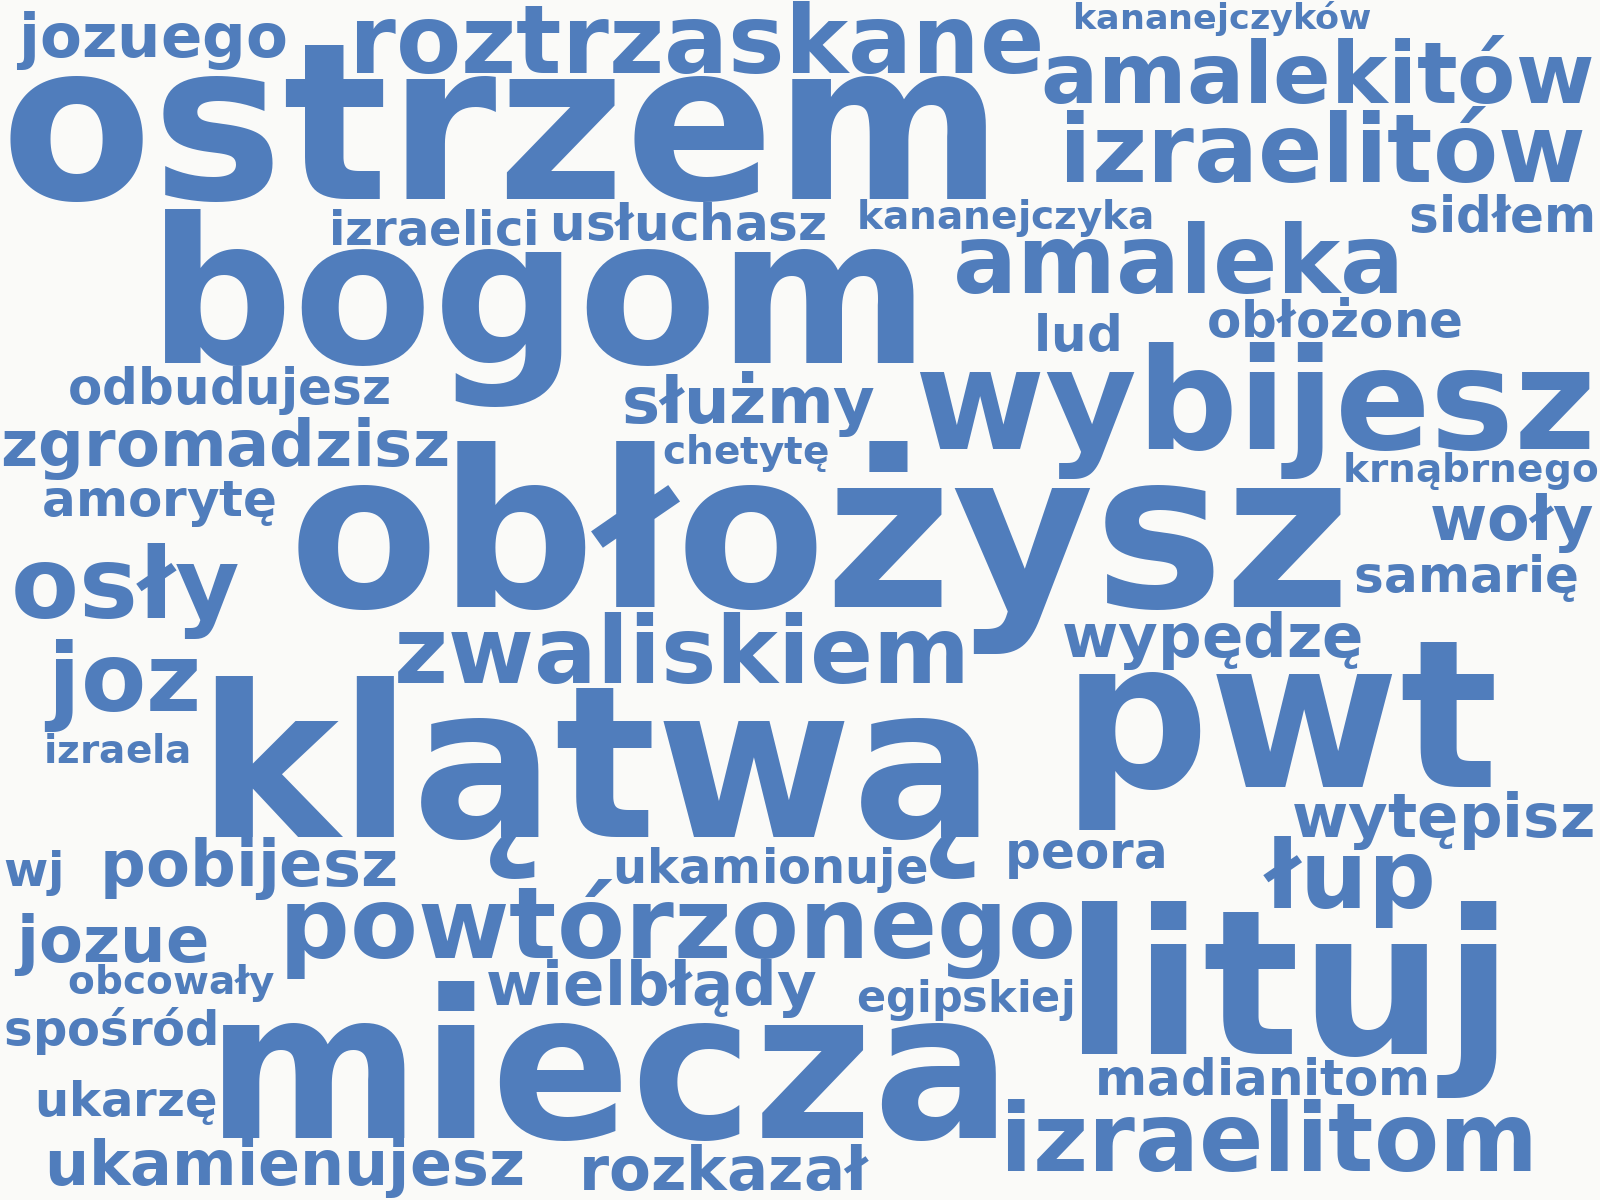 jozuego
roztrzaskane
kananejczyków
amalekitów
ostrzem
izraelitów
izraelici
usłuchasz
kananejczyka
sidłem
bogom
amaleka
lud
obłożone
odbudujesz
służmy
wybijesz
zgromadzisz
chetytę
krnąbrnego
amorytę
obłożysz
woły
osły
samarię
zwaliskiem
wypędzę
joz
klątwą
pwt
izraela
wytępisz
wj
pobijesz
ukamionuje
peora
łup
jozue
powtórzonego
lituj
obcowały
wielbłądy
egipskiej
spośród
miecza
madianitom
ukarzę
izraelitom
ukamienujesz
rozkazał